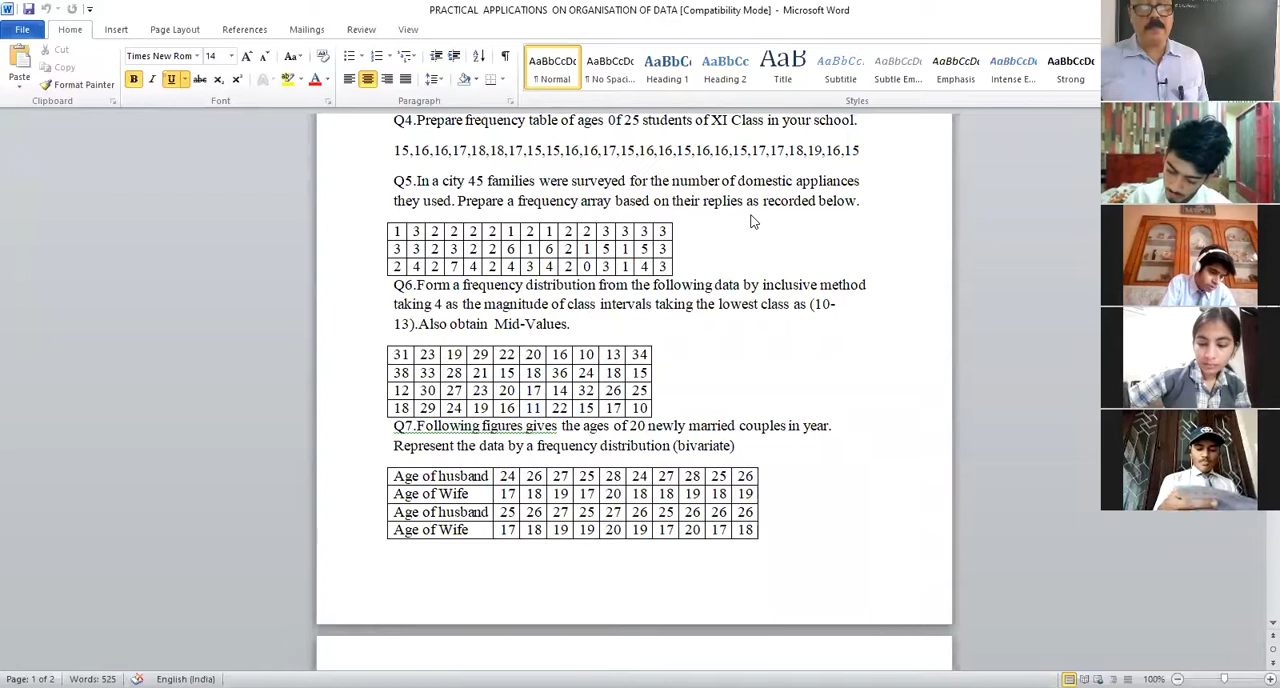 PRACTICAL APPLICATIONS ON ORGANISATION OF DATA [Compatibility Mode] - Microsoft Word
File Home Insert Page Layout References Mailings Review View
Cut
Copy
Format Painter
Paste
Clipboard
Times New Rom 14
Font
Paragraph
AaBbCcDc AaBbCcDc AaBbC AaBbCc AaB AaBbCc. AaBbCcDc AaBbCcDc AaBbCcDc AaBbCcDc
¶ Normal ¶ No Spaci... Heading 1 Heading 2 Title Subtitle Subtle Em... Emphasis Intense E... Strong
Styles
Q4.Prepare frequency table of ages 0f 25 students of XI Class in your school.
15,16,16,17,18,18,17,15,15,16,16,17,15,16,16,15,16,16,15,17,17,18,19,16,15
Q5.In a city 45 families were surveyed for the number of domestic appliances
they used. Prepare a frequency array based on their replies as recorded below.
1 3 2 2 2 2 1 2 1 2 2 3 3 3 3
3 3 2 3 2 2 6 1 6 2 1 5 1 5 3
2 4 2 7 4 2 4 3 4 2 0 3 1 4 3
Q6.Form a frequency distribution from the following data by inclusive method
taking 4 as the magnitude of class intervals taking the lowest class as (10-
13).Also obtain Mid-Values.
31 23 19 29 22 20 16 10 13 34
38 33 28 21 15 18 36 24 18 15
12 30 27 23 20 17 14 32 26 25
18 29 24 19 16 11 22 15 17 10
Q7.Following figures gives the ages of 20 newly married couples in year.
Represent the data by a frequency distribution (bivariate)
Age of husband 24 26 27 25 28 24 27 28 25 26
Age of Wife 17 18 19 17 20 18 18 19 18 19
Age of husband 25 26 27 25 27 26 25 26 26 26
Age of Wife 17 18 19 19 20 19 17 20 17 18
Page: 1 of 2 Words: 525 English (India) 100%